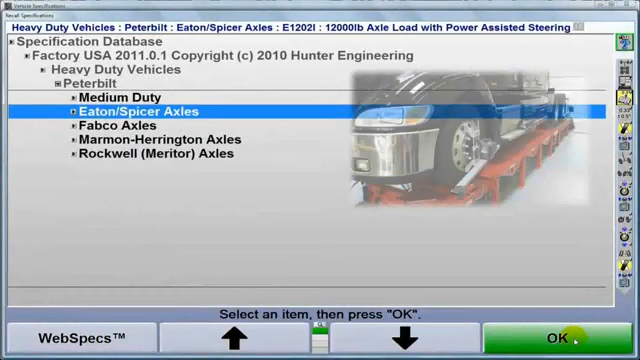 Vehicle Specifications
Recall Specifications
Heavy Duty Vehicles : Peterbilt : Eaton/Spicer Axles : E1202I : 12000lb Axle Load with Power Assisted Steering
Specification Database
Factory USA 2011.0.1 Copyright (c) 2010 Hunter Engineering
Heavy Duty Vehicles
Peterbilt
Medium Duty
Eaton/Spicer Axles
Fabco Axles
Marmon-Herrington Axles
Rockwell (Meritor) Axles
Select an item, then press "OK".
WebSpecs™
OK